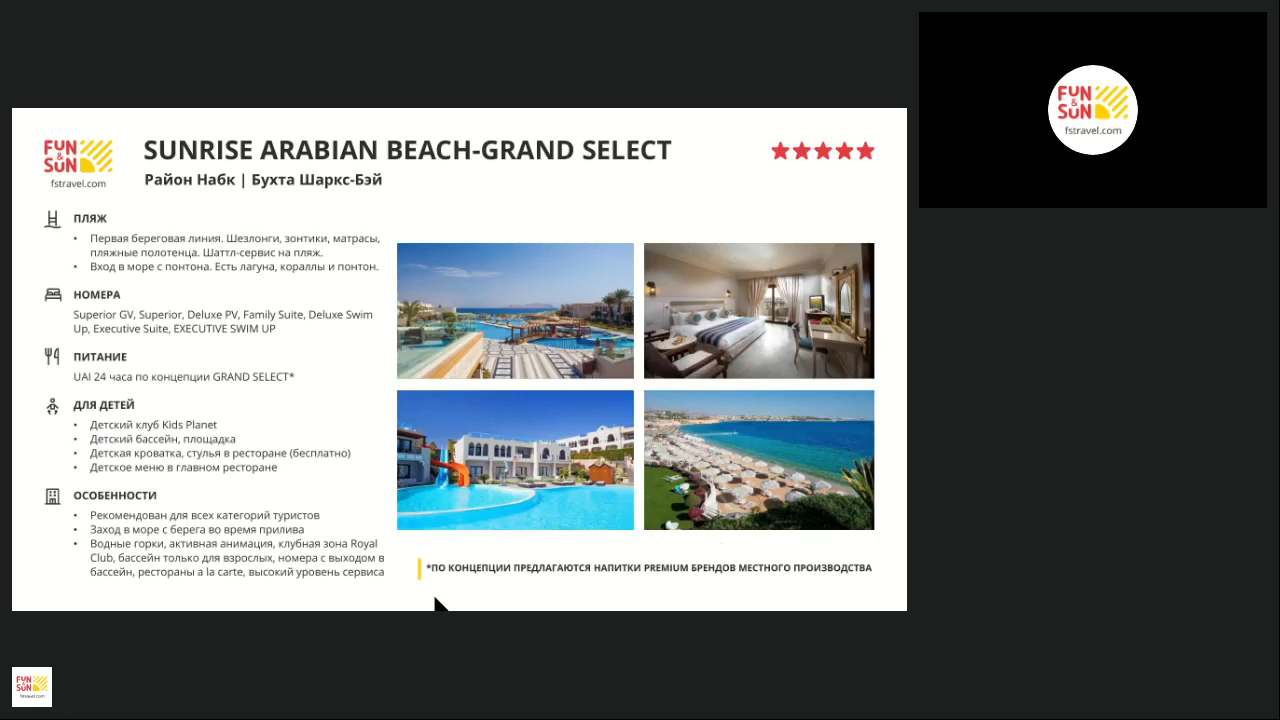 FUN
&
SUN
fstravel.com
SUNRISE ARABIAN BEACH-GRAND SELECT
Район Набк | Бухта Шаркс-Бэй
ПЛЯЖ
• Первая береговая линия. Шезлонги, зонтики, матрасы,
пляжные полотенца. Шаттл-сервис на пляж.
• Вход в море с понтона. Есть лагуна, кораллы и понтон.
НОМЕРА
Superior GV, Superior, Deluxe PV, Family Suite, Deluxe Swim
Up, Executive Suite, EXECUTIVE SWIM UP
ПИТАНИЕ
UAI 24 часа по концепции GRAND SELECT*
ДЛЯ ДЕТЕЙ
• Детский клуб Kids Planet
• Детский бассейн, площадка
• Детская кроватка, стулья в ресторане (бесплатно)
• Детское меню в главном ресторане
ОСОБЕННОСТИ
• Рекомендован для всех категорий туристов
• Заход в море с берега во время прилива
• Водные горки, активная анимация, клубная зона Royal
Club, бассейн только для взрослых, номера с выходом в
бассейн, рестораны a la carte, высокий уровень сервиса
*ПО КОНЦЕПЦИИ ПРЕДЛАГАЮТСЯ НАПИТКИ PREMIUM БРЕНДОВ МЕСТНОГО ПРОИЗВОДСТВА
FUN
&
SUN
fstravel.com
FUN
&
SUN
fstravel.com